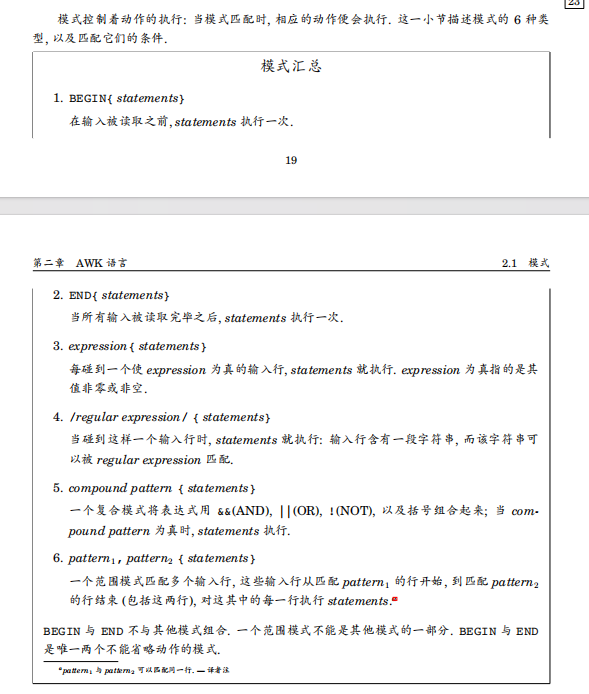 23
模式控制着动作的执行: 当模式匹配时, 相应的动作便会执行. 这一小节描述模式的 6 种类
型, 以及匹配它们的条件.
模式汇总
1. BEGIN{ statements}
在输入被读取之前, statements 执行一次.
19
第二章 AWK 语言 2.1 模式
2. END{ statements}
当所有输入被读取完毕之后, statements 执行一次.
3. expression{ statements}
每碰到一个使 expression 为真的输入行, statements 就执行. expression 为真指的是其
值非零或非空.
4. /regular expression/ { statements}
当碰到这样一个输入行时, statements 就执行: 输入行含有一段字符串, 而该字符串可
以被 regular expression 匹配.
5. compound pattern { statements}
一个复合模式将表达式用 &&(AND), ||(OR), !(NOT), 以及括号组合起来; 当 com-
pound pattern 为真时, statements 执行.
6. pattern₁, pattern₂ { statements}
一个范围模式匹配多个输入行, 这些输入行从匹配 pattern₁ 的行开始, 到匹配 pattern₂
的行结束 (包括这两行), 对这其中的每一行执行 statements.ᵃ
BEGIN 与 END 不与其他模式组合. 一个范围模式不能是其他模式的一部分. BEGIN 与 END
是唯一两个不能省略动作的模式.
ᵃpattern₁ 与 pattern₂ 可以匹配同一行. — 译者注